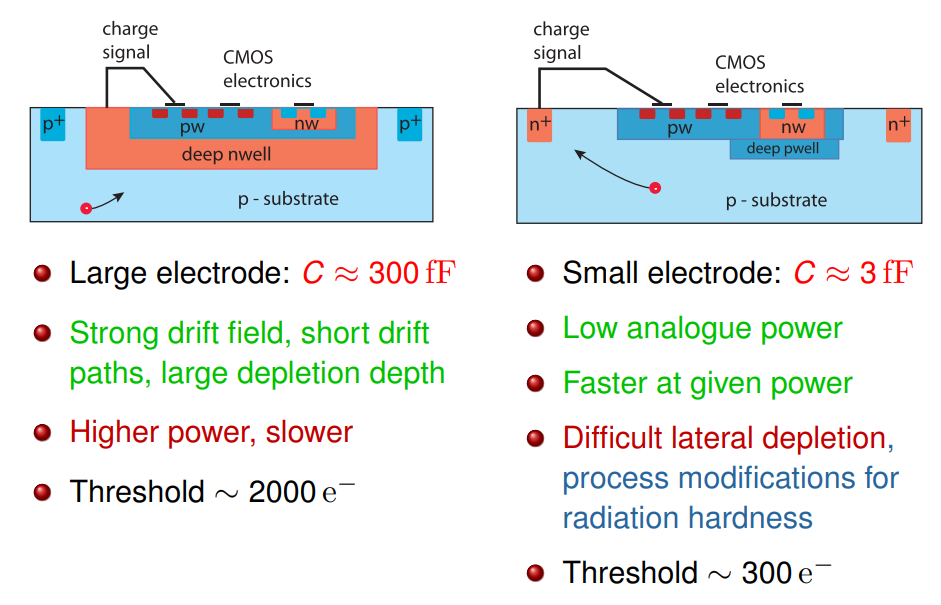 charge
signal
CMOS
electronics
p+
pw
nw
p+
deep nwell
p - substrate
Large electrode: C ≈ 300 fF
Strong drift field, short drift
paths, large depletion depth
Higher power, slower
Threshold ∼ 2000 e−
charge
signal
CMOS
electronics
n+
pw
nw
n+
deep pwell
p - substrate
Small electrode: C ≈ 3 fF
Low analogue power
Faster at given power
Difficult lateral depletion,
process modifications for
radiation hardness
Threshold ∼ 300 e−